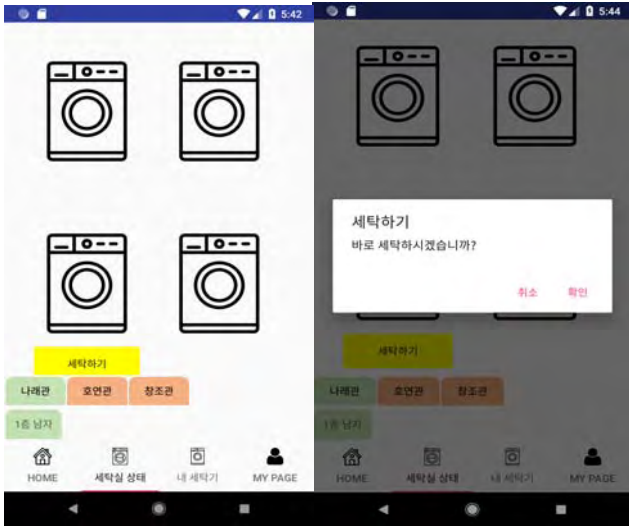 5:42
세탁하기
나래관 호연관 창조관
1층 남자
HOME 세탁실 상태 내 세탁기 MY PAGE
5:44
세탁하기
바로 세탁하시겠습니까?
취소 확인
세탁하기
나래관 호연관 창조관
1층 남자
HOME 세탁실 상태 내 세탁기 MY PAGE